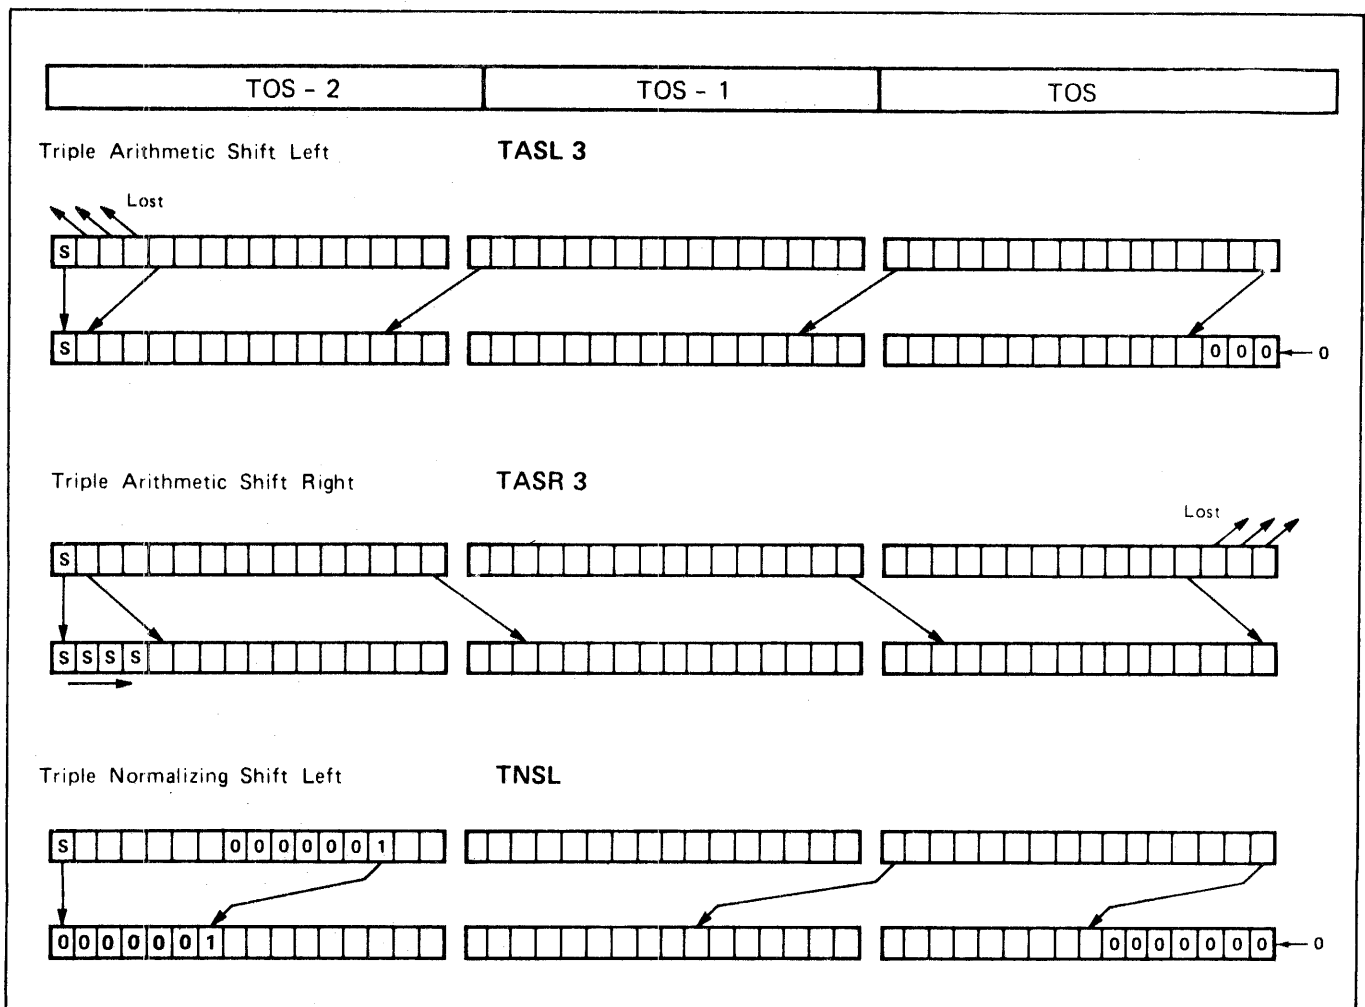 TOS - 2 TOS - 1 TOS
Triple Arithmetic Shift Left TASL 3
Lost
S
S 0 0 0 0
Triple Arithmetic Shift Right TASR 3
Lost
S
S S S S
Triple Normalizing Shift Left TNSL
S 0 0 0 0 0 0 1
0 0 0 0 0 0 1 0 0 0 0 0 0 0 0